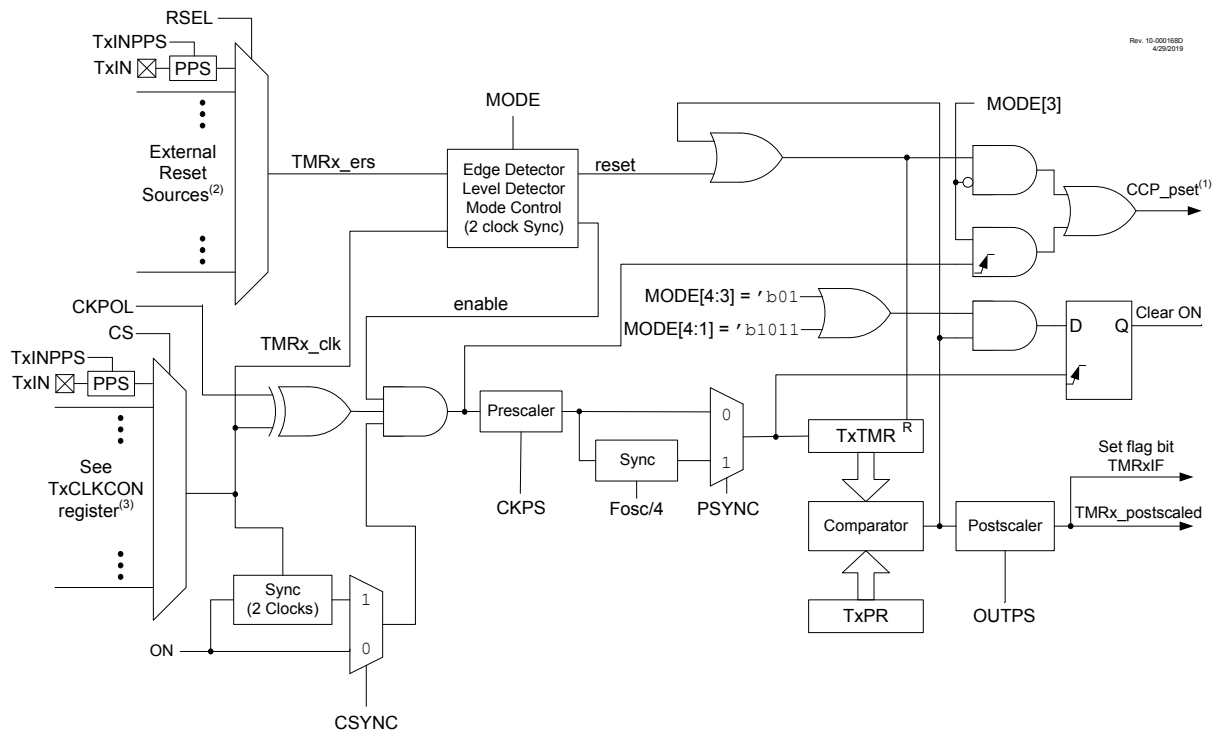 RSEL
TxINPPS
TxIN
PPS
Rev. 10-000168D
4/29/2019
MODE
MODE[3]
External
Reset
Sources(2)
TMRx_ers
Edge Detector
Level Detector
Mode Control
(2 clock Sync)
reset
CCP_pset(1)
CKPOL
CS
enable
TMRx_clk
MODE[4:3] = 'b01
MODE[4:1] = 'b1011
D
Q
Clear ON
TxINPPS
TxIN
PPS
See
TxCLKCON
register(3)
Prescaler
0
1
Sync
CKPS
Fosc/4
PSYNC
TxTMR
R
Set flag bit
TMRxIF
Comparator
Postscaler
TMRx_postscaled
TxPR
OUTPS
Sync
(2 Clocks)
1
0
ON
CSYNC